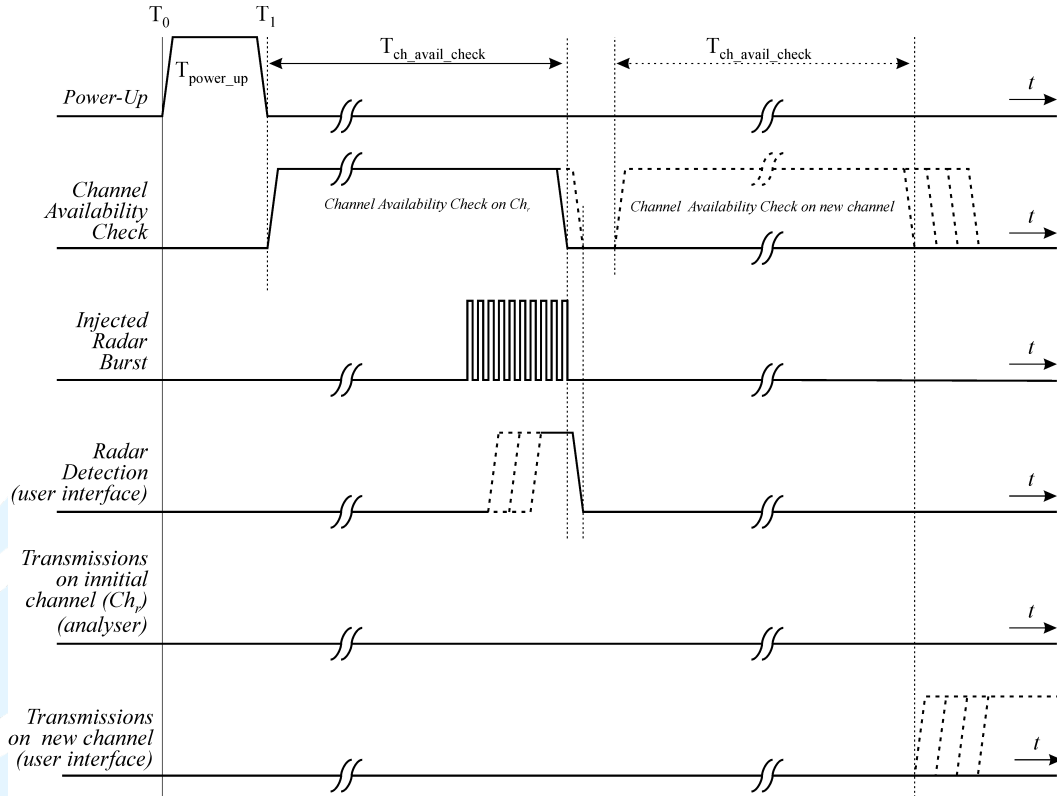 T0 T1
Tpower_up
Tch_avail_check
Tch_avail_check
Power-Up
t
Channel
Availability
Check
Channel Availability Check on Chr
Channel Availability Check on new channel
t
Injected
Radar
Burst
t
Radar
Detection
(user interface)
t
Transmissions
on innitial
channel (Chr)
(analyser)
t
Transmissions
on new channel
(user interface)
t